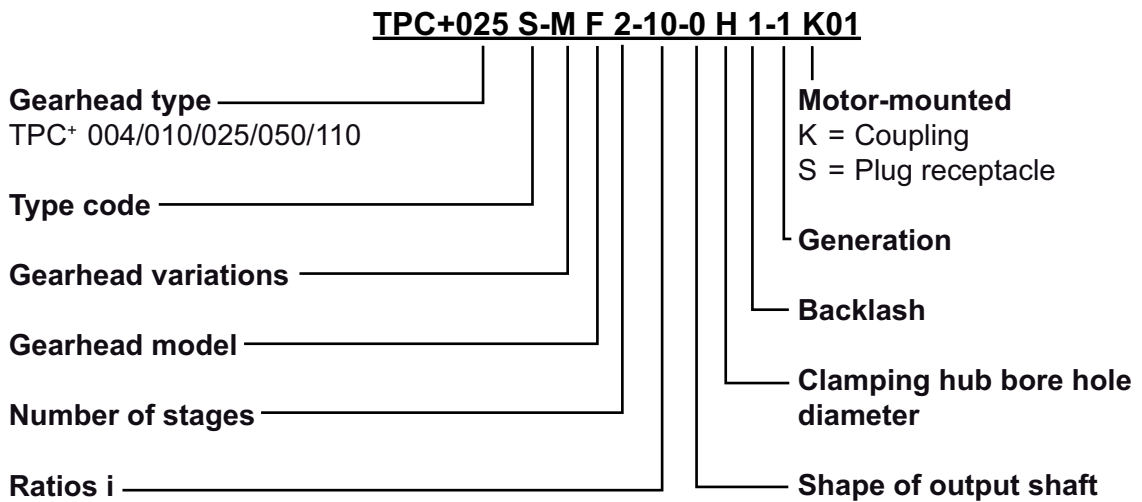 TPC+025 S-M F 2-10-0 H 1-1 K01
Gearhead type
TPC⁺ 004/010/025/050/110
Type code
Gearhead variations
Gearhead model
Number of stages
Ratios i
Motor-mounted
K = Coupling
S = Plug receptacle
Generation
Backlash
Clamping hub bore hole
diameter
Shape of output shaft